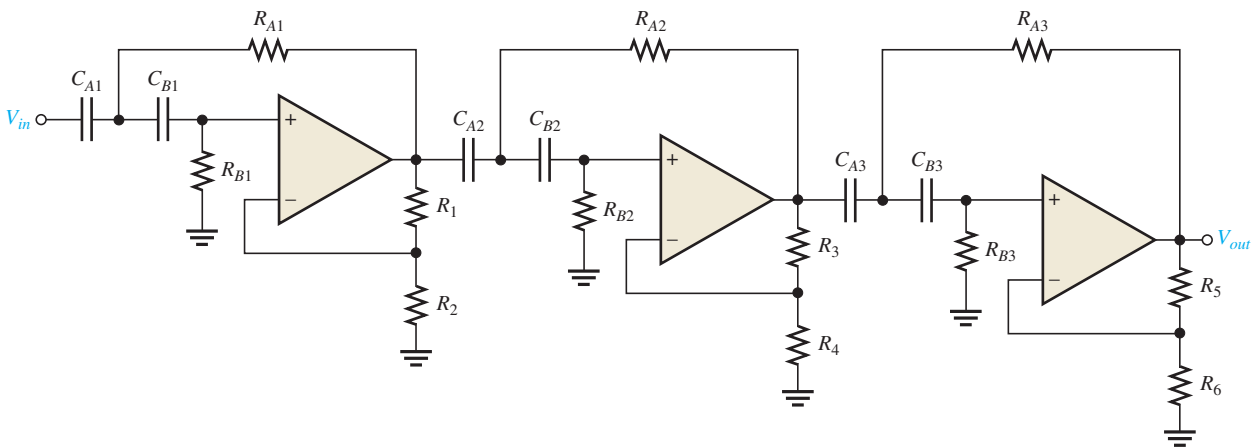 R_{A1}
R_{A2}
R_{A3}
C_{A1}
C_{B1}
V_{in}
+
−
R_{B1}
R_1
R_2
C_{A2}
C_{B2}
+
−
R_{B2}
R_3
R_4
C_{A3}
C_{B3}
+
−
R_{B3}
V_{out}
R_5
R_6